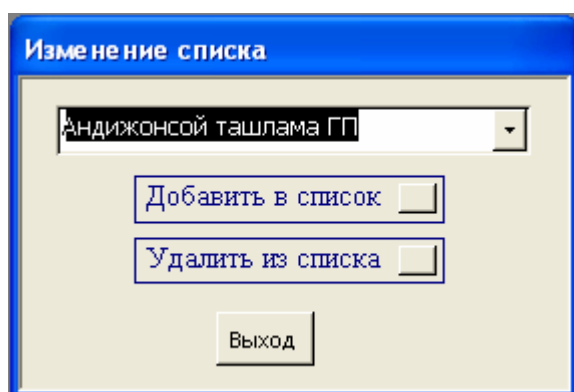 Изменение списка
Андижонсой ташлама ГП
Добавить в список
Удалить из списка
Выход